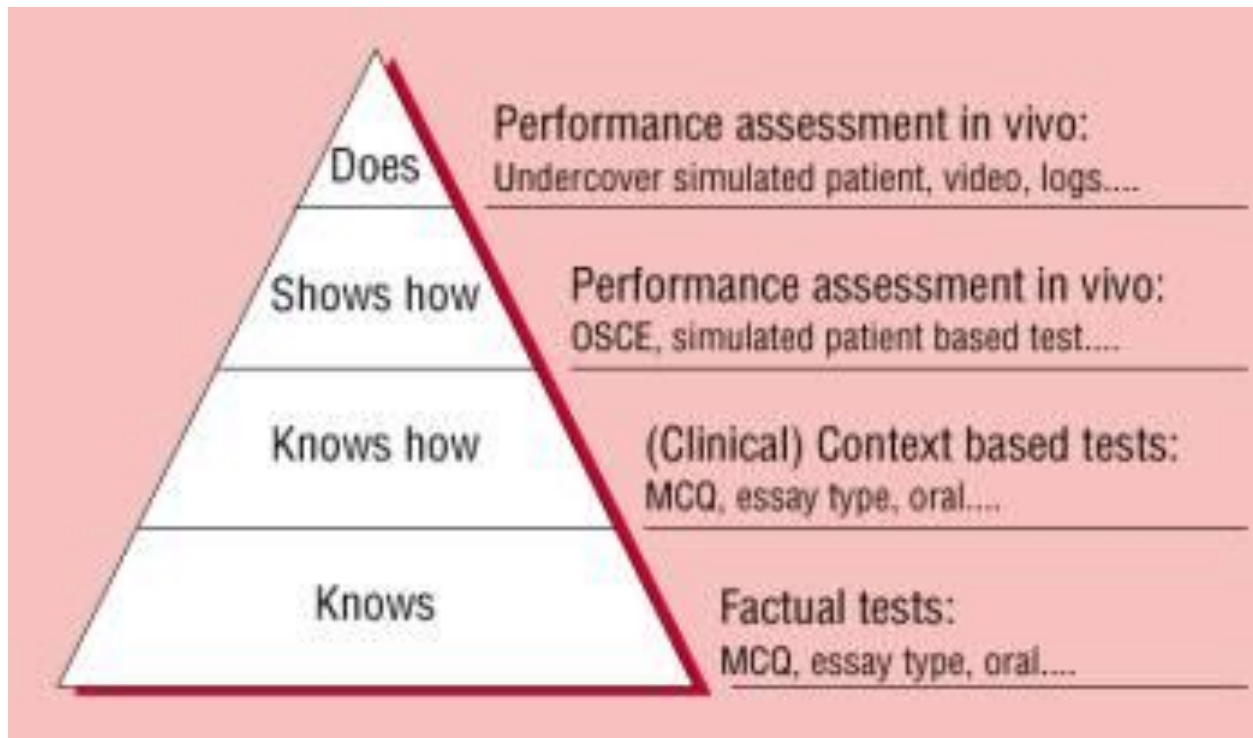 Does
Performance assessment in vivo:
Undercover simulated patient, video, logs....
Shows how
Performance assessment in vivo:
OSCE, simulated patient based test....
Knows how
(Clinical) Context based tests:
MCQ, essay type, oral....
Knows
Factual tests:
MCQ, essay type, oral....